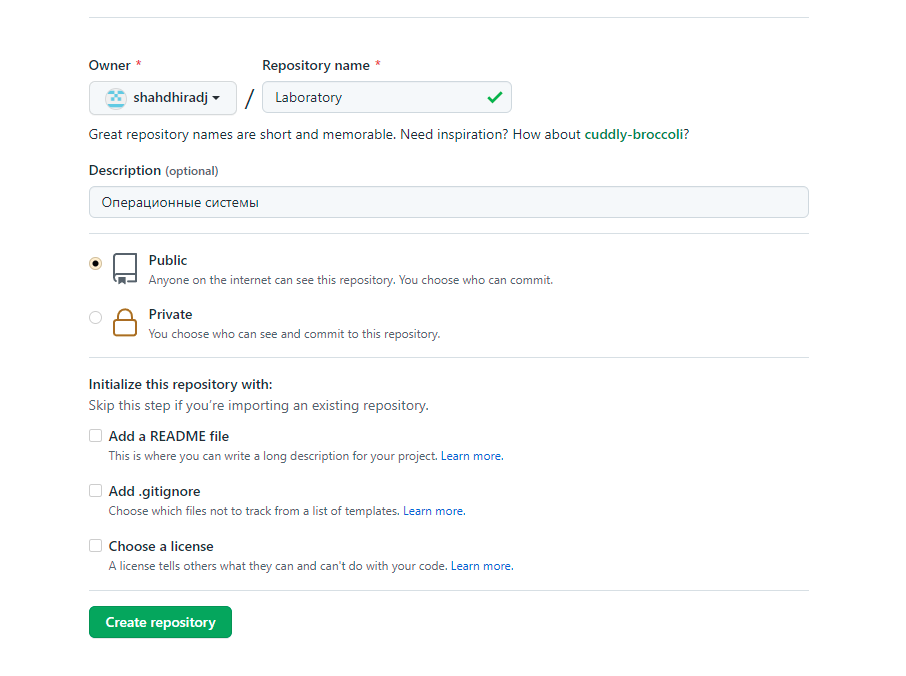 Owner * Repository name *
shahdhiradj / Laboratory
Great repository names are short and memorable. Need inspiration? How about cuddly-broccoli?
Description (optional)
Операционные системы
Public
Anyone on the internet can see this repository. You choose who can commit.
Private
You choose who can see and commit to this repository.
Initialize this repository with:
Skip this step if you’re importing an existing repository.
Add a README file
This is where you can write a long description for your project. Learn more.
Add .gitignore
Choose which files not to track from a list of templates. Learn more.
Choose a license
A license tells others what they can and can't do with your code. Learn more.
Create repository